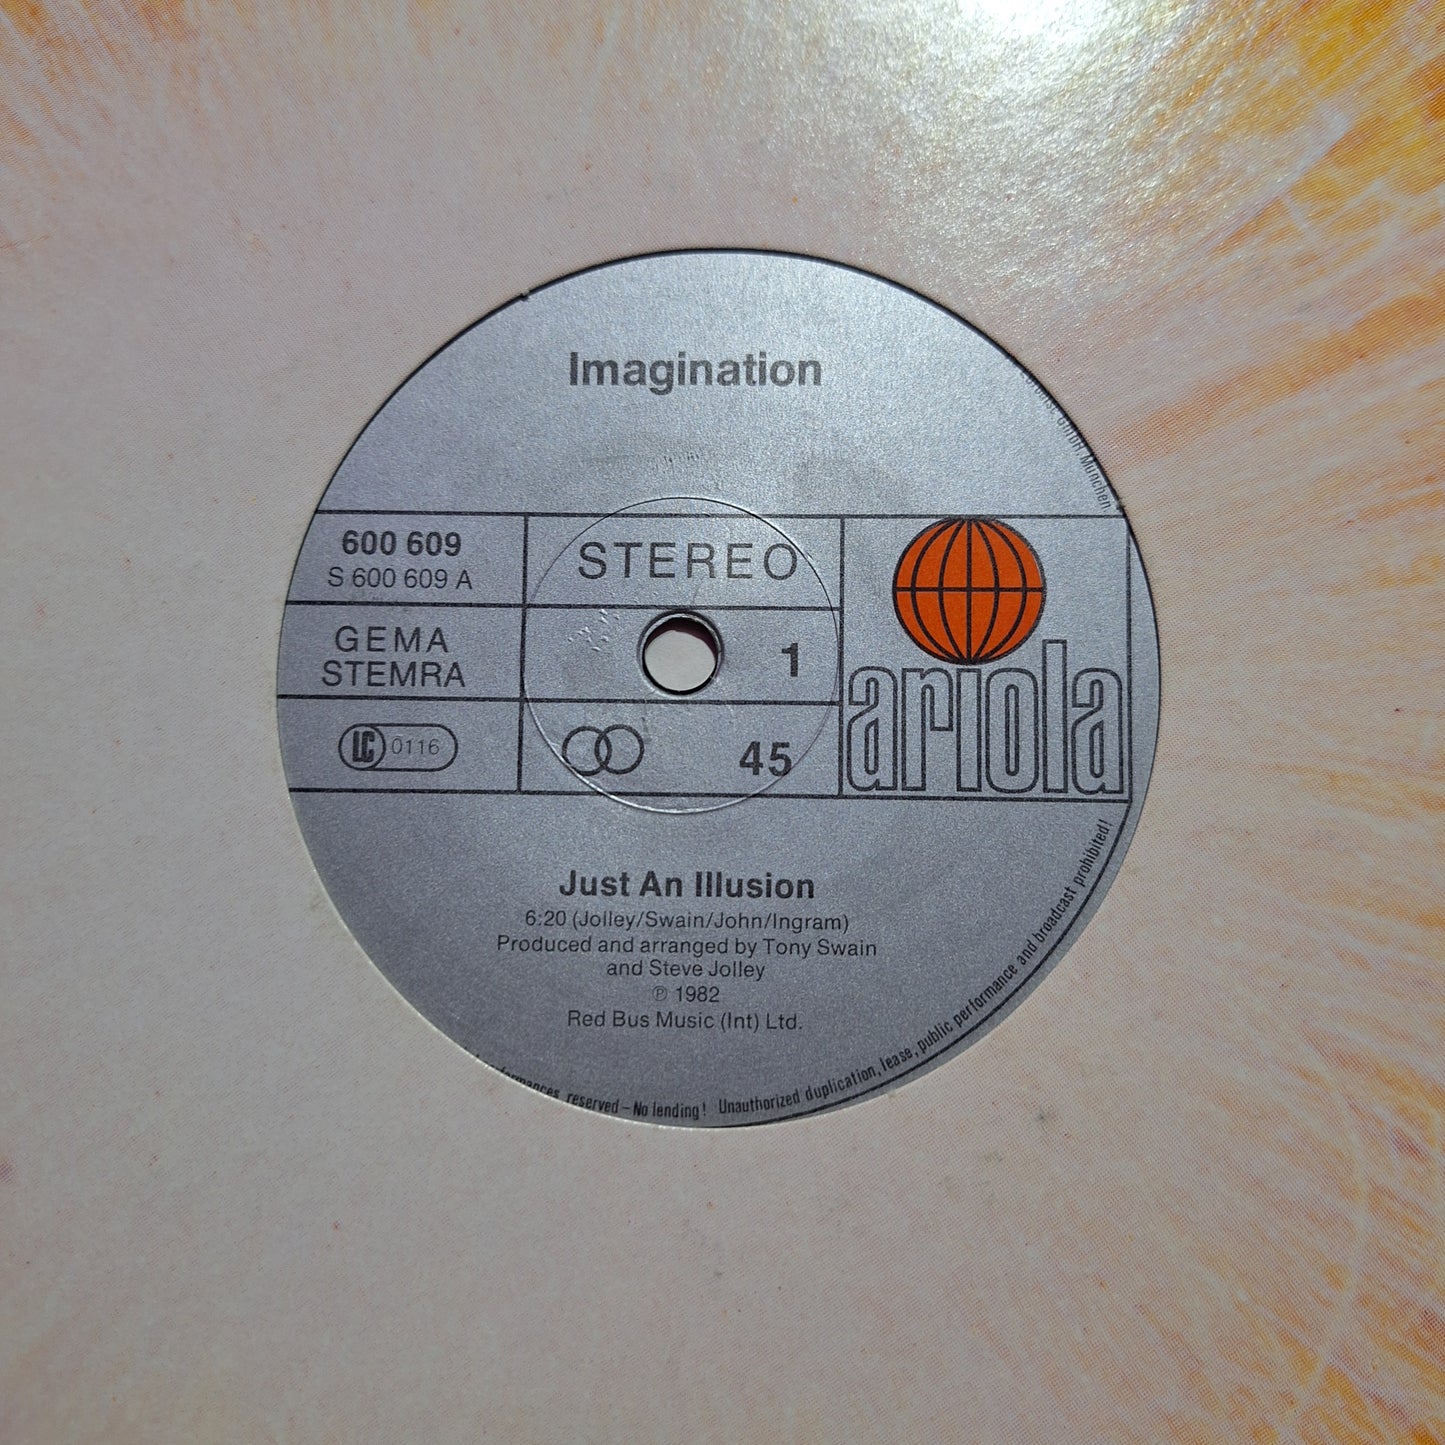 Imagination
GmbH München
600 609
S 600 609 A
STEREO
GEMA
STEMRA
1
LC 0116
45
ariola
Just An Illusion
6:20 (Jolley/Swain/John/Ingram)
Produced and arranged by Tony Swain
and Steve Jolley
℗ 1982
Red Bus Music (Int) Ltd.
reserved – No lending! Unauthorized duplication, lease, public performance and broadcast prohibited!